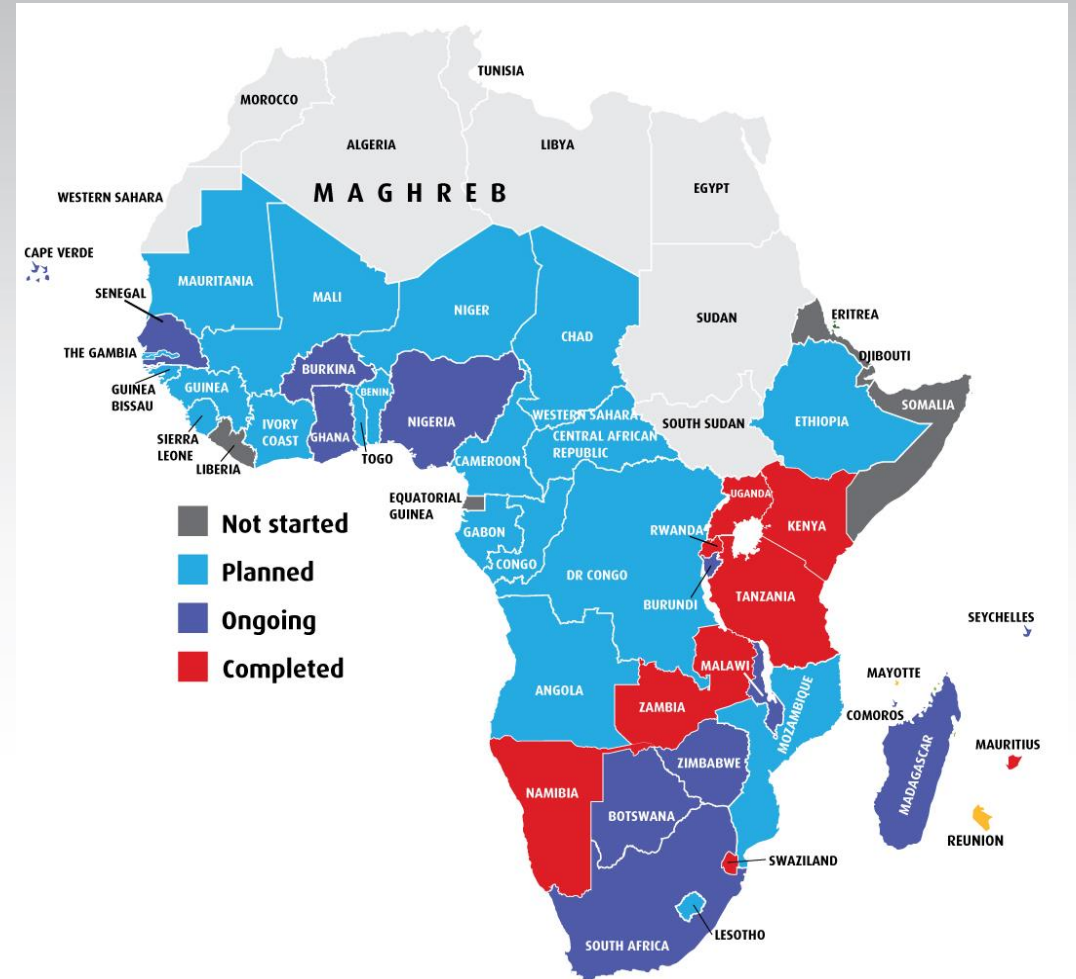 TUNISIA
MOROCCO
ALGERIA
LIBYA
MAGHREB
EGYPT
WESTERN SAHARA
CAPE VERDE
MAURITANIA
SENEGAL
MALI
NIGER
CHAD
SUDAN
ERITREA
THE GAMBIA
DJIBOUTI
BURKINA
GUINEA
BISSAU
GUINEA
BENIN
NIGERIA
SOMALIA
WESTERN SAHARA
SOUTH SUDAN
ETHIOPIA
IVORY
COAST
GHANA
SIERRA
LEONE
CENTRAL AFRICAN
REPUBLIC
TOGO
LIBERIA
CAMEROON
EQUATORIAL
GUINEA
UGANDA
KENYA
RWANDA
GABON
CONGO
DR CONGO
BURUNDI
TANZANIA
SEYCHELLES
Not started
Planned
Ongoing
Completed
MALAWI
MAYOTTE
ANGOLA
ZAMBIA
MOZAMBIQUE
COMOROS
MAURITIUS
ZIMBABWE
NAMIBIA
MADAGASCAR
BOTSWANA
REUNION
SWAZILAND
LESOTHO
SOUTH AFRICA